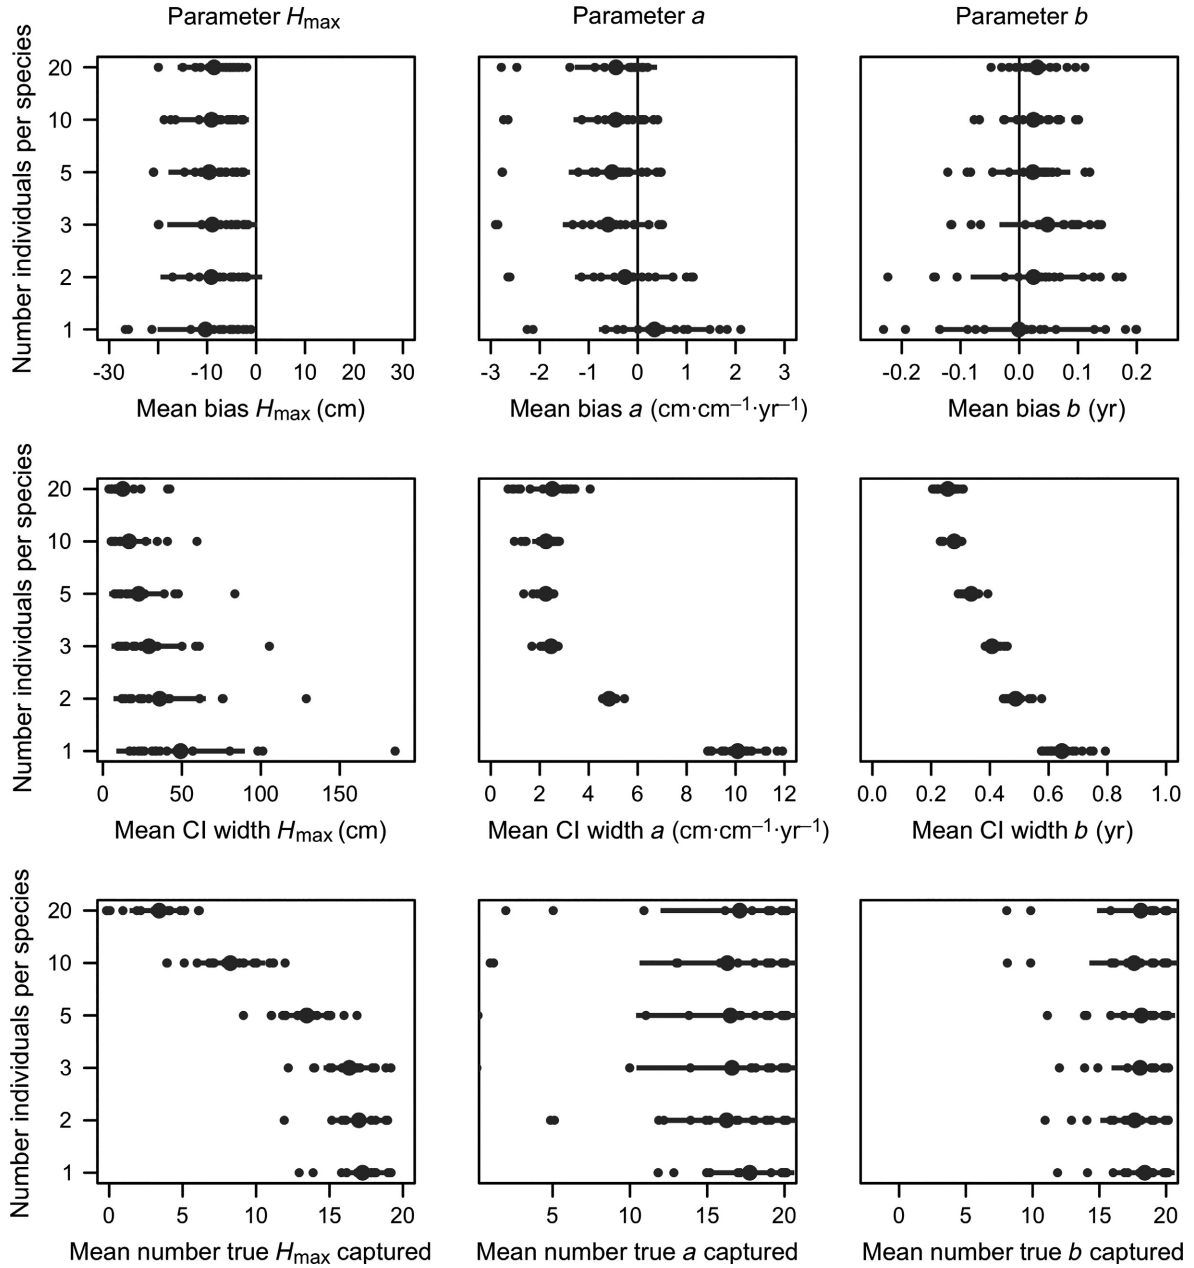 Parameter Hmax Parameter a Parameter b
Number individuals per species
20
10
5
3
2
1
-30 -10 0 10 20 30
-3 -2 -1 0 1 2 3
-0.2 -0.1 0.0 0.1 0.2
Mean bias Hmax (cm) Mean bias a (cm·cm−1·yr−1) Mean bias b (yr)
Number individuals per species
20
10
5
3
2
1
0 50 100 150
0 2 4 6 8 10 12
0.0 0.2 0.4 0.6 0.8 1.0
Mean CI width Hmax (cm) Mean CI width a (cm·cm−1·yr−1) Mean CI width b (yr)
Number individuals per species
20
10
5
3
2
1
0 5 10 15 20
5 10 15 20
0 5 10 15 20
Mean number true Hmax captured Mean number true a captured Mean number true b captured